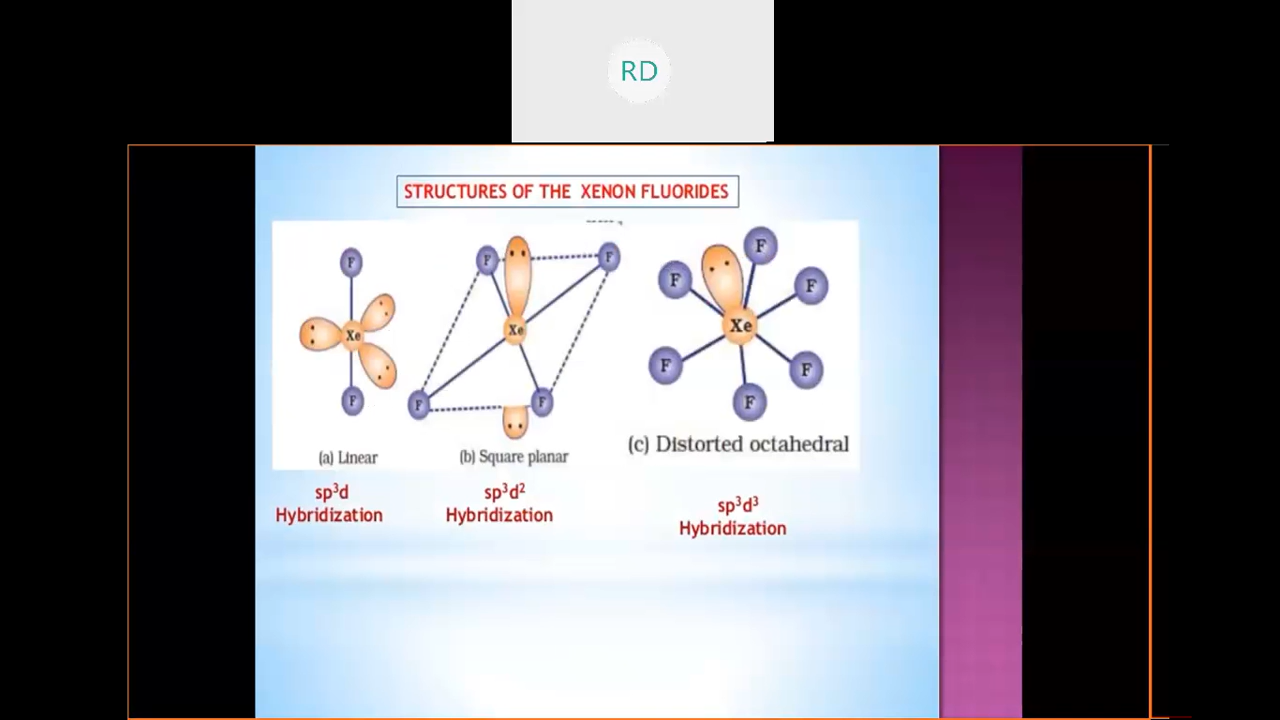 RD
STRUCTURES OF THE XENON FLUORIDES
F
F
Xe
F
F
Xe
F
F
F
F
F
Xe
F
F
F
(a) Linear
(b) Square planar
(c) Distorted octahedral
sp³d
Hybridization
sp³d²
Hybridization
sp³d³
Hybridization